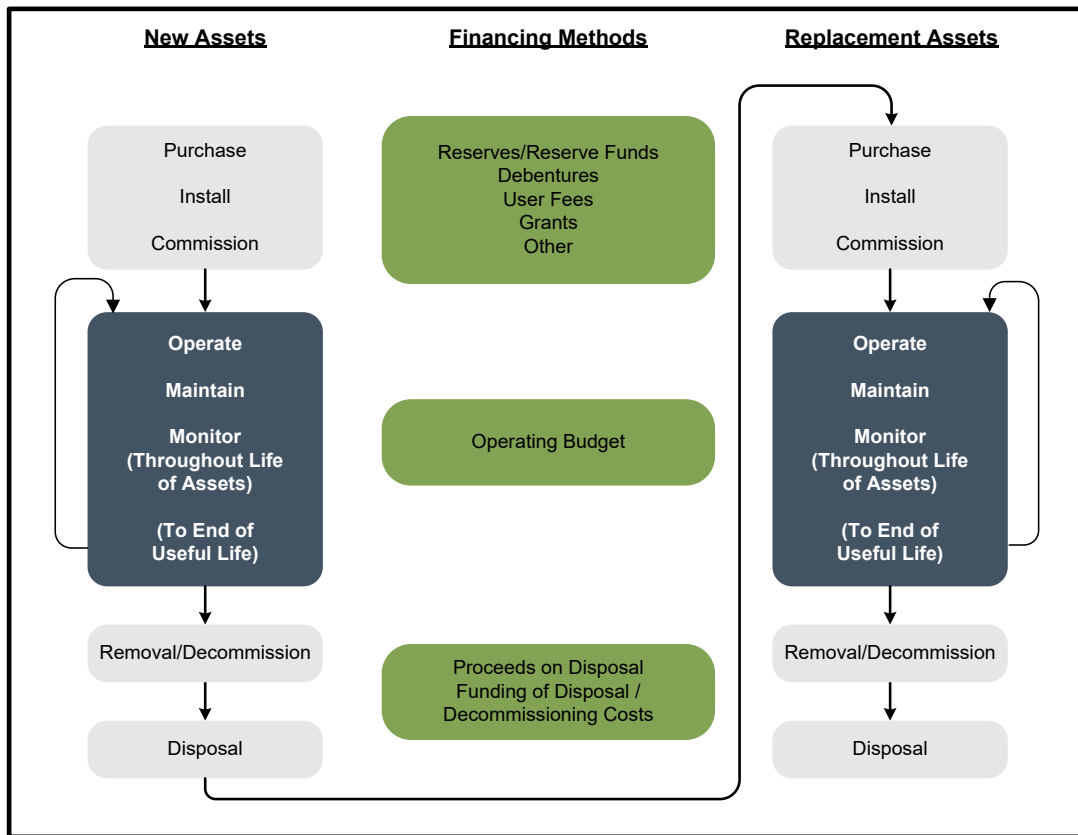 New Assets
Purchase
Install
Commission
Operate
Maintain
Monitor
(Throughout Life
of Assets)
(To End of
Useful Life)
Removal/Decommission
Disposal
Financing Methods
Reserves/Reserve Funds
Debentures
User Fees
Grants
Other
Operating Budget
Proceeds on Disposal
Funding of Disposal /
Decommissioning Costs
Replacement Assets
Purchase
Install
Commission
Operate
Maintain
Monitor
(Throughout Life
of Assets)
(To End of
Useful Life)
Removal/Decommission
Disposal